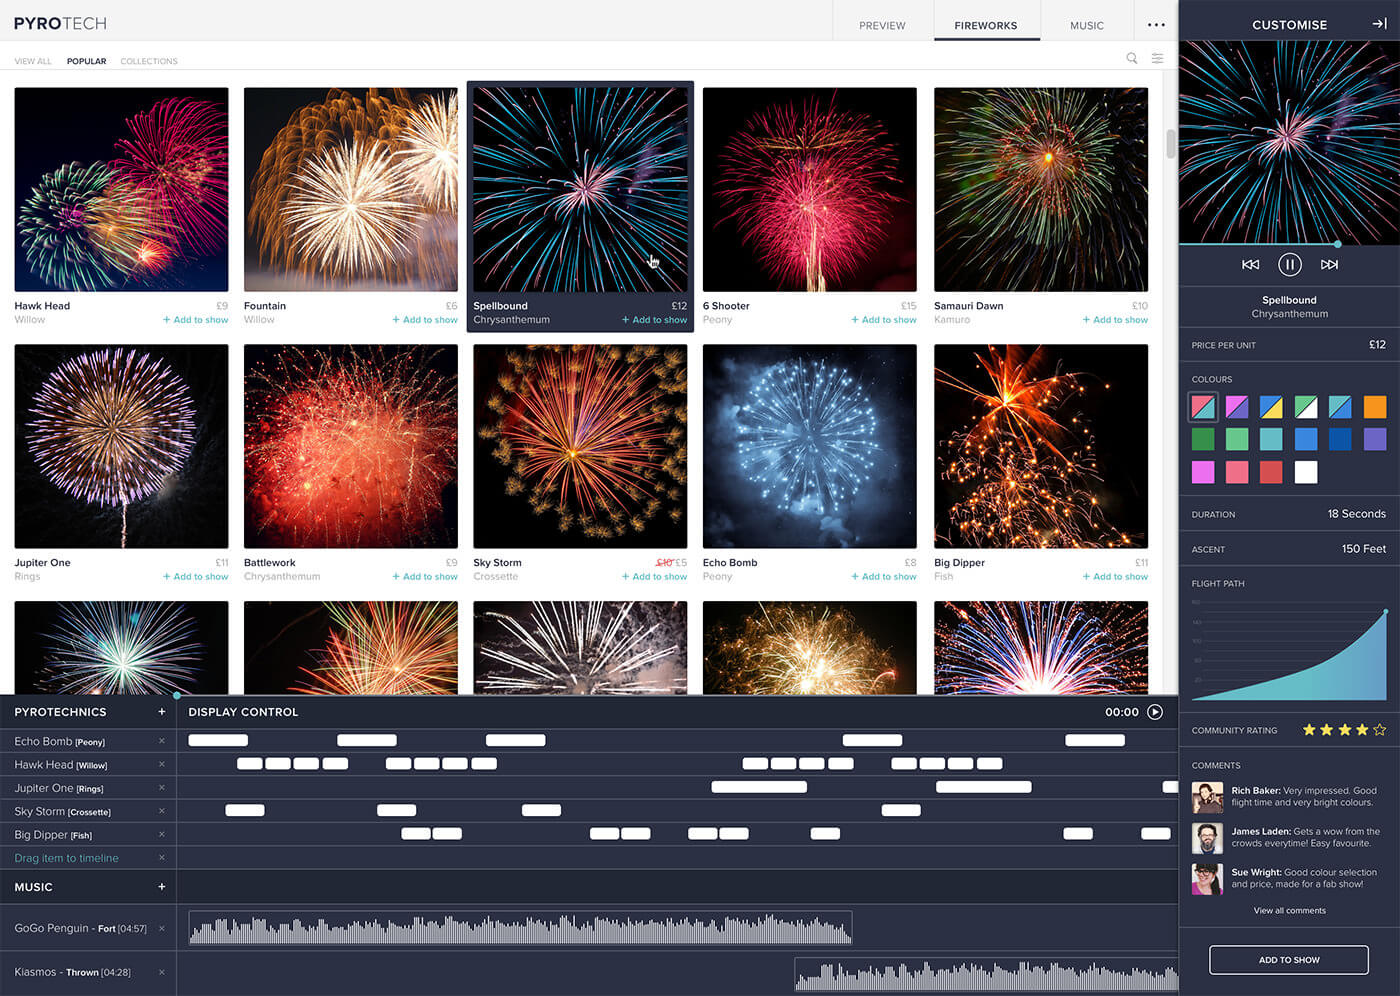 PYROTECH
PREVIEW
FIREWORKS
MUSIC
VIEW ALL
POPULAR
COLLECTIONS
Hawk Head £9
Willow + Add to show
Fountain £6
Willow + Add to show
Spellbound £12
Chrysanthemum + Add to show
6 Shooter £15
Peony + Add to show
Samauri Dawn £10
Kamuro + Add to show
Jupiter One £11
Rings + Add to show
Battlework £9
Chrysanthemum + Add to show
Sky Storm £10 £5
Crossette + Add to show
Echo Bomb £8
Peony + Add to show
Big Dipper £11
Fish + Add to show
PYROTECHNICS +
DISPLAY CONTROL
00:00
Echo Bomb [Peony] ×
Hawk Head [Willow] ×
Jupiter One [Rings] ×
Sky Storm [Crossette] ×
Big Dipper [Fish] ×
Drag item to timeline ×
MUSIC +
GoGo Penguin - Fort [04:57] ×
Kiasmos - Thrown [04:28] ×
CUSTOMISE
Spellbound
Chrysanthemum
PRICE PER UNIT £12
COLOURS
DURATION 18 Seconds
ASCENT 150 Feet
FLIGHT PATH
COMMUNITY RATING
COMMENTS
Rich Baker: Very impressed. Good
flight time and very bright colours.
James Laden: Gets a wow from the
crowds everytime! Easy favourite.
Sue Wright: Good colour selection
and price, made for a fab show!
View all comments
ADD TO SHOW